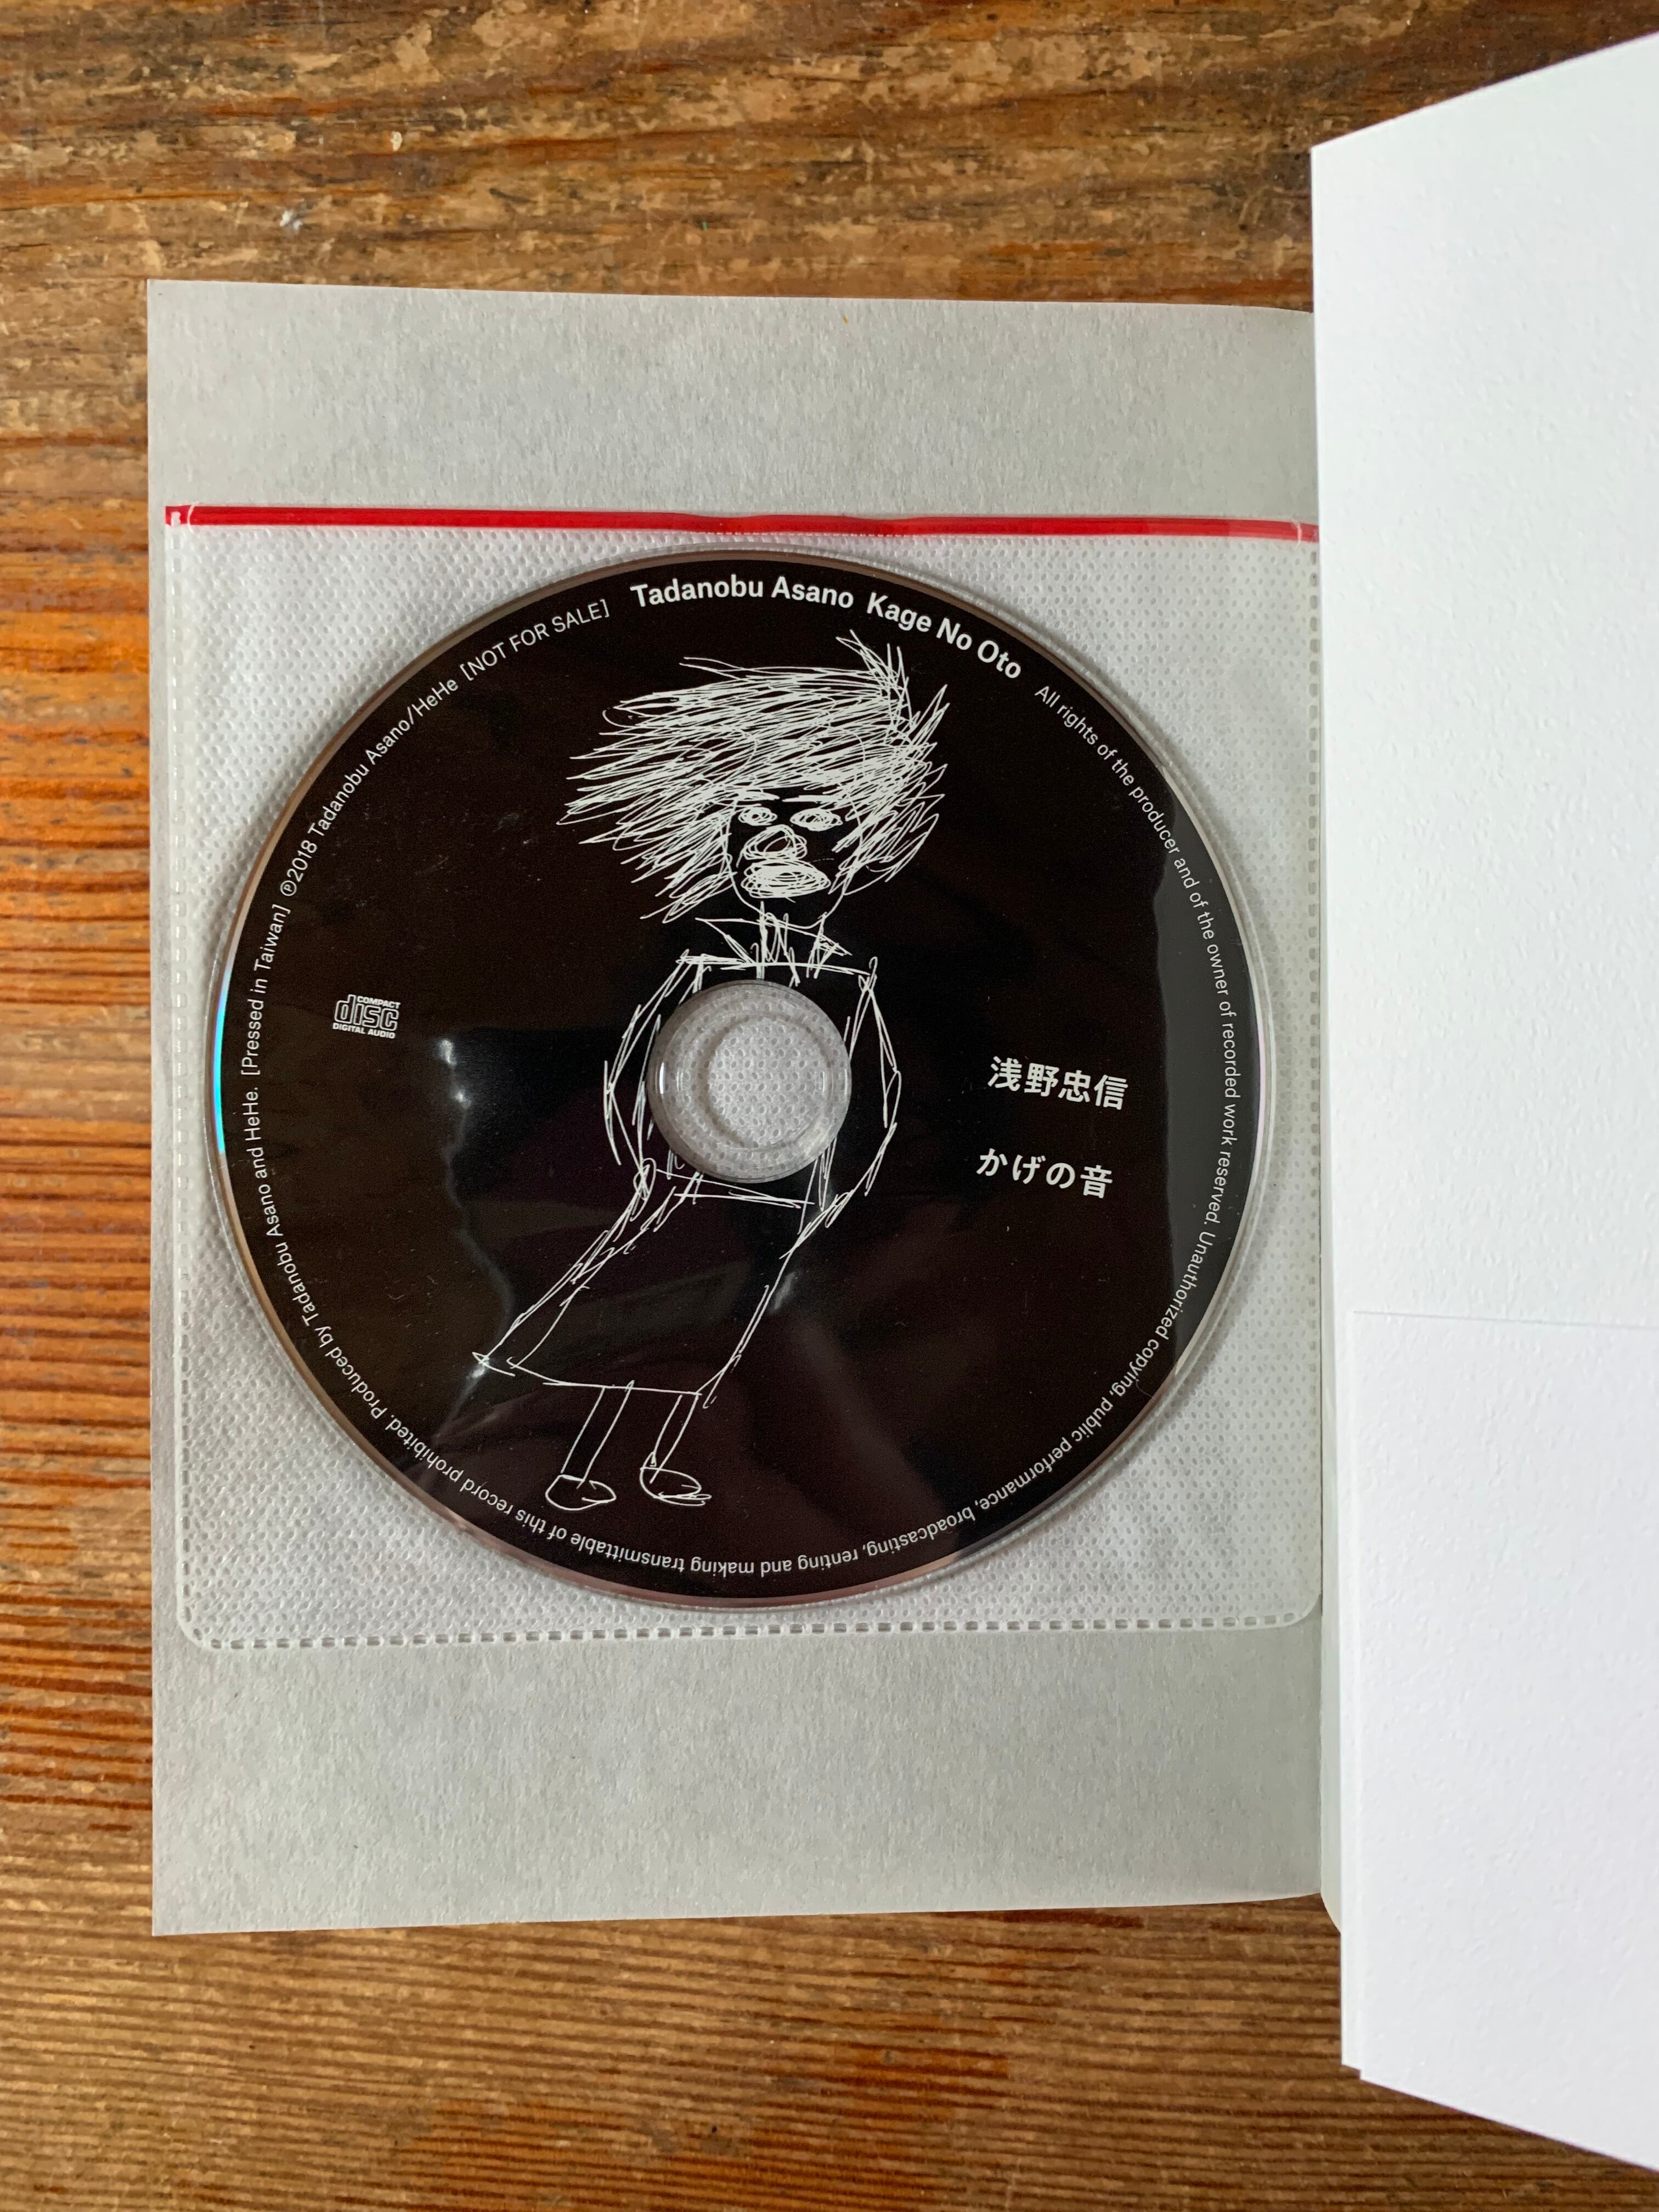 Tadanobu Asano Kage No Oto
All rights of the producer and of the owner of recorded work reserved. Unauthorized copying, public performance, broadcasting, renting and making transmittable of this record prohibited. Produced by Tadanobu Asano and HeHe. [Pressed in Taiwan] ℗2018 Tadanobu Asano/HeHe [NOT FOR SALE]
COMPACT
disc
DIGITAL AUDIO
浅野忠信
かげの音